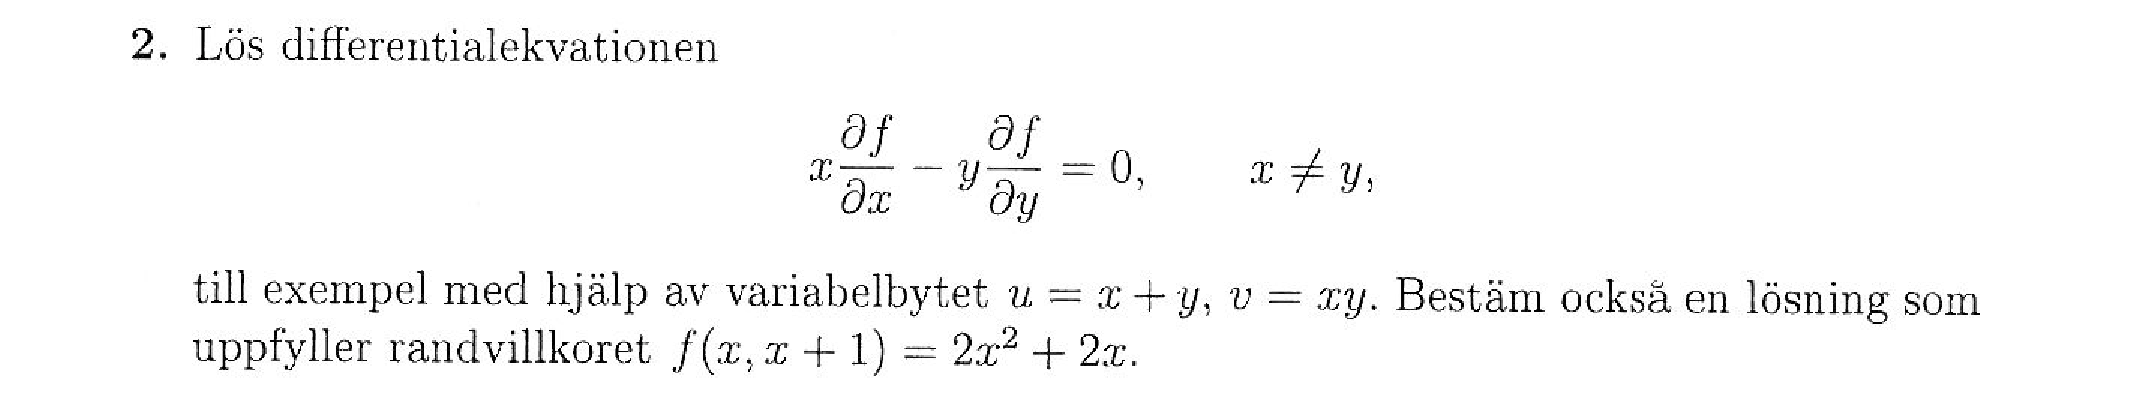 2. Lös differentialekvationen
x ∂f/∂x − y ∂f/∂y = 0, x ≠ y,
till exempel med hjälp av variabelbytet u = x + y, v = xy. Bestäm också en lösning som
uppfyller randvillkoret f(x, x + 1) = 2x² + 2x.